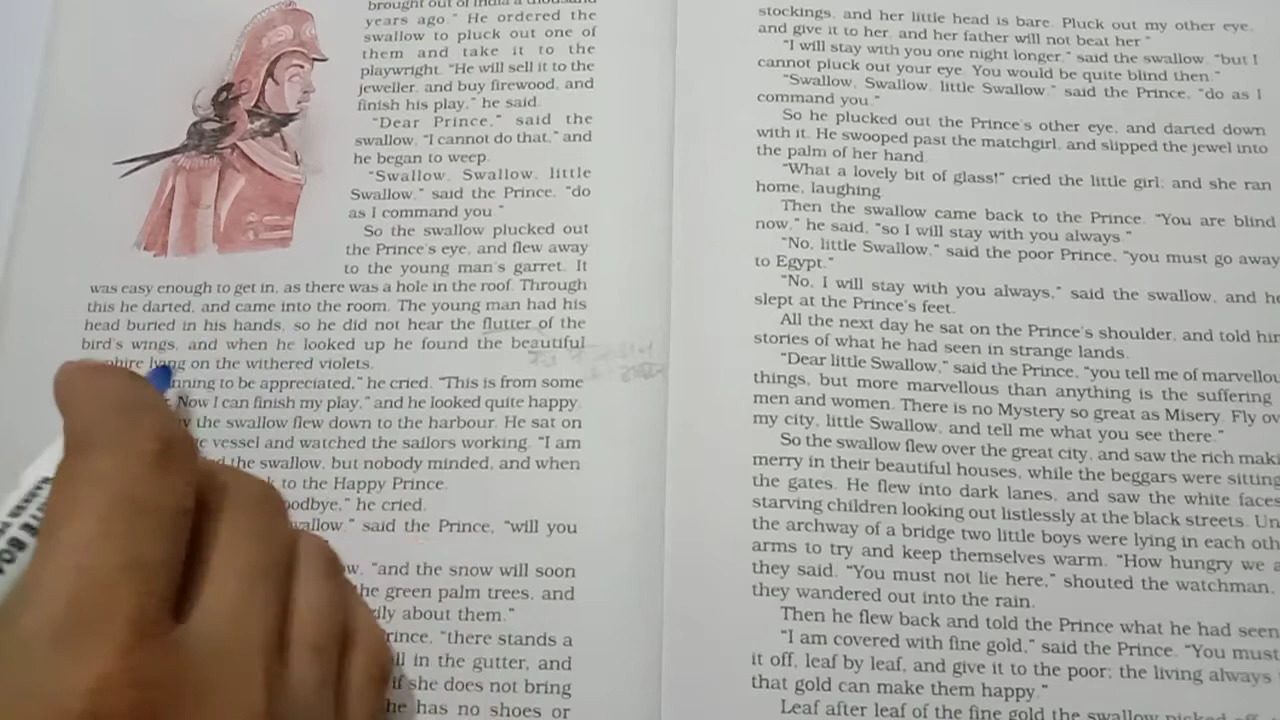 brought out of India a thousand
years ago." He ordered the
swallow to pluck out one of
them and take it to the
playwright. "He will sell it to the
jeweller, and buy firewood, and
finish his play," he said.
"Dear Prince," said the
swallow, "I cannot do that," and
he began to weep.
"Swallow, Swallow, little
Swallow," said the Prince, "do
as I command you."
So the swallow plucked out
the Prince's eye, and flew away
to the young man's garret. It
was easy enough to get in, as there was a hole in the roof. Through
this he darted, and came into the room. The young man had his
head buried in his hands, so he did not hear the flutter of the
bird's wings, and when he looked up he found the beautiful
lying on the withered violets.
to be appreciated," he cried. "This is from some
Now I can finish my play," and he looked quite happy.
the swallow flew down to the harbour. He sat on
vessel and watched the sailors working. "I am
the swallow, but nobody minded, and when
to the Happy Prince.
he cried.
said the Prince, "will you
"and the snow will soon
the green palm trees, and
about them."
"there stands a
in the gutter, and
if she does not bring
has no shoes or
stockings, and her little head is bare. Pluck out my other eye,
and give it to her, and her father will not beat her."
"I will stay with you one night longer," said the swallow, "but I
cannot pluck out your eye. You would be quite blind then."
"Swallow, Swallow, little Swallow," said the Prince, "do as I
command you."
So he plucked out the Prince's other eye, and darted down
with it. He swooped past the matchgirl, and slipped the jewel into
the palm of her hand.
"What a lovely bit of glass!" cried the little girl; and she ran
home, laughing.
Then the swallow came back to the Prince. "You are blind
now," he said, "so I will stay with you always."
"No, little Swallow," said the poor Prince, "you must go away
to Egypt."
"No, I will stay with you always," said the swallow, and he
slept at the Prince's feet.
All the next day he sat on the Prince's shoulder, and told him
stories of what he had seen in strange lands.
"Dear little Swallow," said the Prince, "you tell me of
things, but more marvellous than anything is the suffering
men and women. There is no Mystery so great as Misery. Fly
my city, little Swallow, and tell me what you see there."
So the swallow flew over the great city, and saw the rich
merry in their beautiful houses, while the beggars were sitting
the gates. He flew into dark lanes, and saw the white faces
starving children looking out listlessly at the black streets.
the archway of a bridge two little boys were lying in each
arms to try and keep themselves warm. "How hungry we
they said. "You must not lie here," shouted the watchman,
they wandered out into the rain.
Then he flew back and told the Prince what he had seen
"I am covered with fine gold," said the Prince. "You must
it off, leaf by leaf, and give it to the poor; the living always
that gold can make them happy."
Leaf after leaf of the fine gold the swallow picked